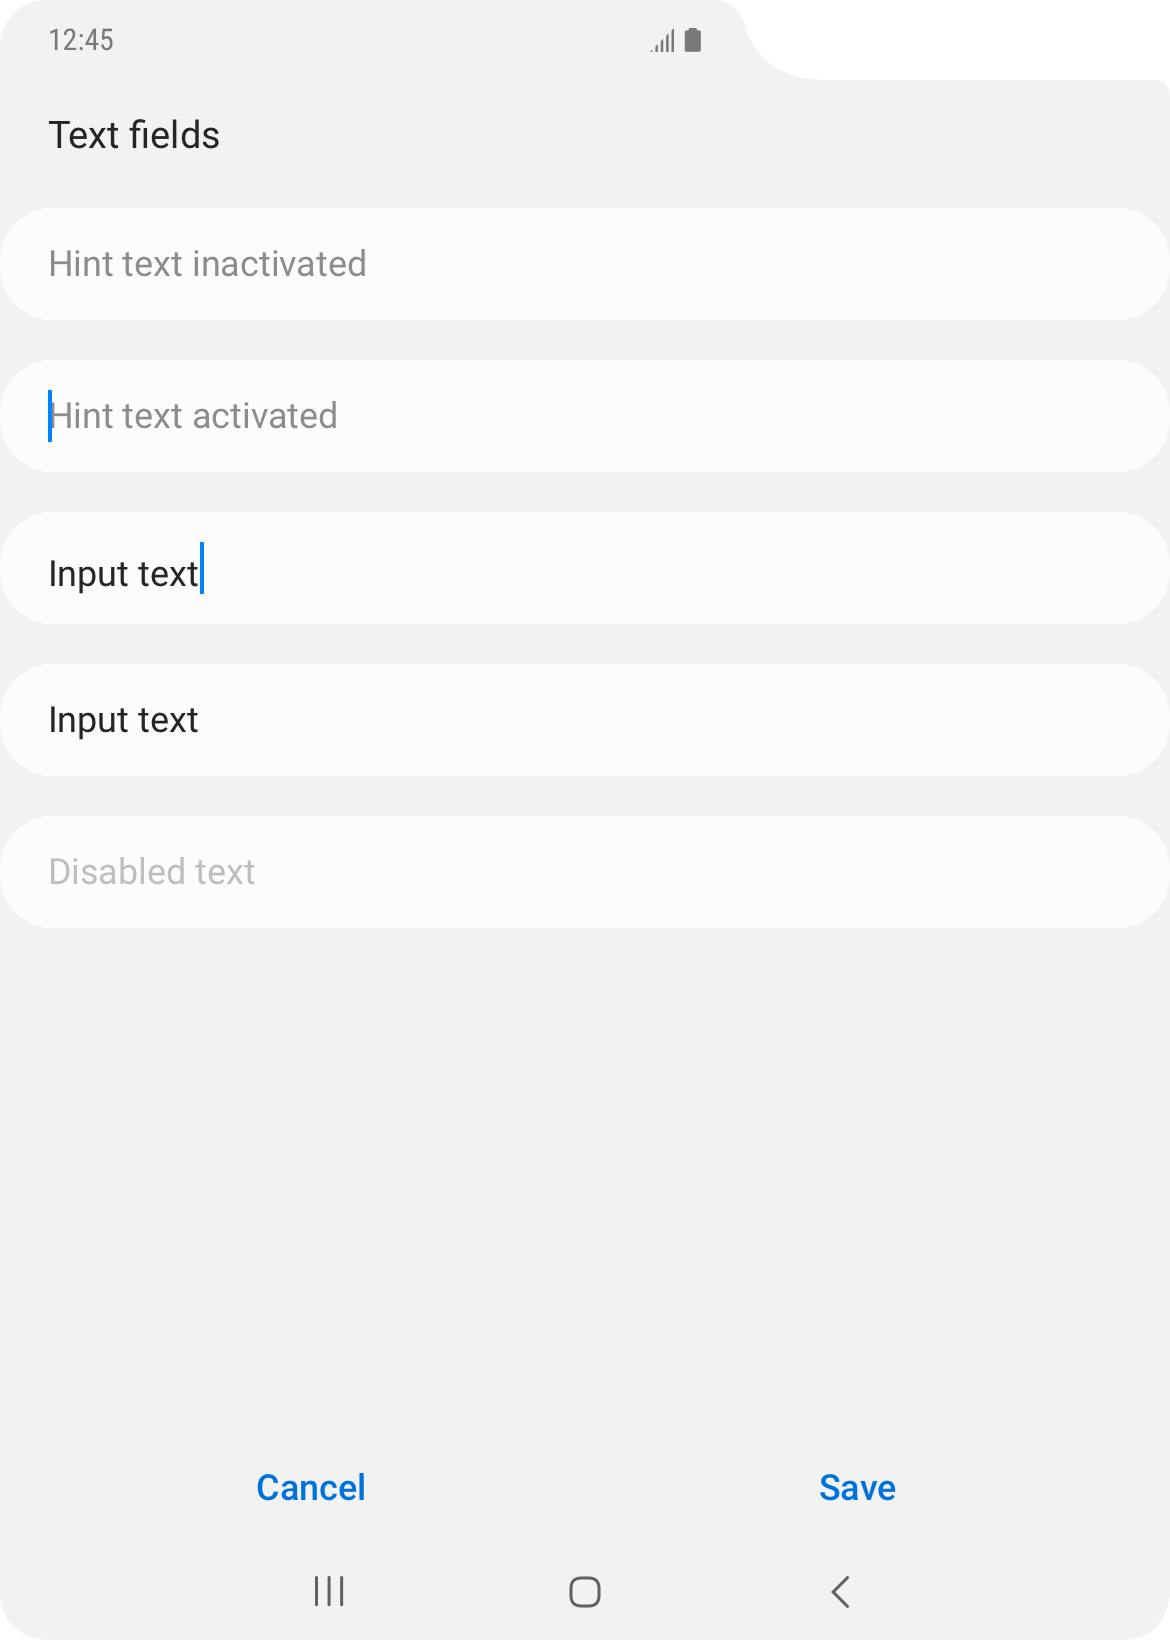 12:45
Text fields
Hint text inactivated
Hint text activated
Input text
Input text
Disabled text
Cancel Save